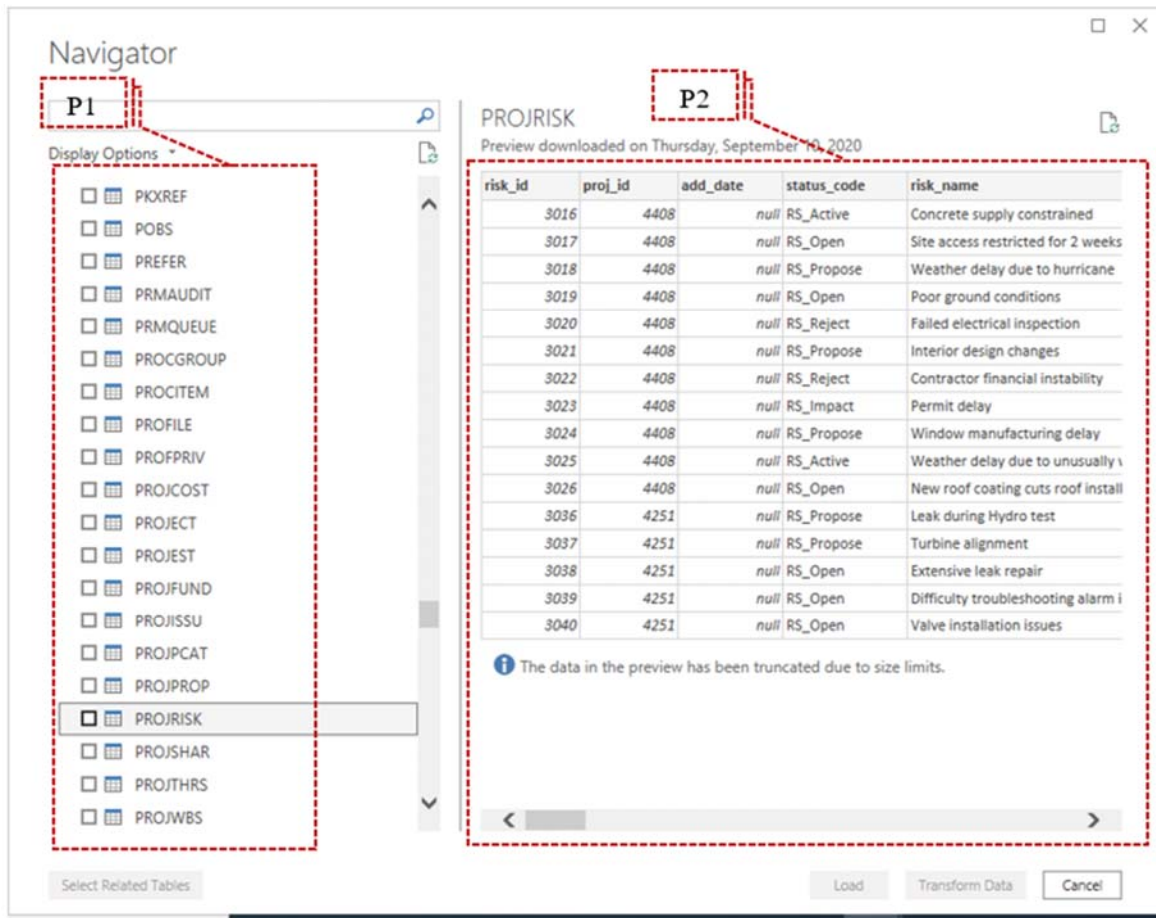 Navigator
P1
Display Options
PKXREF
POBS
PREFER
PRMAUDIT
PRMQUEUE
PROCGROUP
PROCITEM
PROFILE
PROFPRIV
PROJCOST
PROJECT
PROJEST
PROJFUND
PROJISSU
PROJPCAT
PROJPROP
PROJRISK
PROJSHAR
PROJTHRS
PROJWBS
P2
PROJRISK
Preview downloaded on Thursday, September 10, 2020
risk_id proj_id add_date status_code risk_name
3016 4408 null RS_Active Concrete supply constrained
3017 4408 null RS_Open Site access restricted for 2 weeks
3018 4408 null RS_Propose Weather delay due to hurricane
3019 4408 null RS_Open Poor ground conditions
3020 4408 null RS_Reject Failed electrical inspection
3021 4408 null RS_Propose Interior design changes
3022 4408 null RS_Reject Contractor financial instability
3023 4408 null RS_Impact Permit delay
3024 4408 null RS_Propose Window manufacturing delay
3025 4408 null RS_Active Weather delay due to unusually
3026 4408 null RS_Open New roof coating cuts roof install
3036 4251 null RS_Propose Leak during Hydro test
3037 4251 null RS_Propose Turbine alignment
3038 4251 null RS_Open Extensive leak repair
3039 4251 null RS_Open Difficulty troubleshooting alarm i
3040 4251 null RS_Open Valve installation issues
The data in the preview has been truncated due to size limits.
Select Related Tables
Load Transform Data Cancel